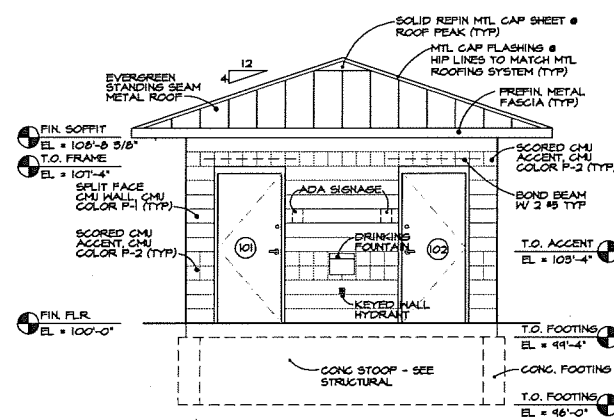 SOLID REFIN MTL CAP SHEET @
ROOF PEAK (TYP)
12
4
MTL CAP FLASHING @
HIP LINES TO MATCH MTL
ROOFING SYSTEM (TYP)
EVERGREEN
STANDING SEAM
METAL ROOF
PREFIN. METAL
FASCIA (TYP)
FIN. SOFFIT
EL = 108'-8 5/8"
T.O. FRAME
EL = 107'-4"
SCORED CMU
ACCENT, CMU
COLOR P-2 (TYP)
SPLIT FACE
CMU WALL, CMU
COLOR P-1 (TYP)
ADA SIGNAGE
BOND BEAM
W/ 2 #5 TYP
SCORED CMU
ACCENT, CMU
COLOR P-2 (TYP)
DRINKING
FOUNTAIN
101
102
T.O. ACCENT
EL = 103'-4"
KEYED WALL
HYDRANT
FIN. FLR
EL = 100'-0"
T.O. FOOTING
EL = 99'-4"
CONC STOOP - SEE
STRUCTURAL
CONC. FOOTING
T.O. FOOTING
EL = 96'-0"